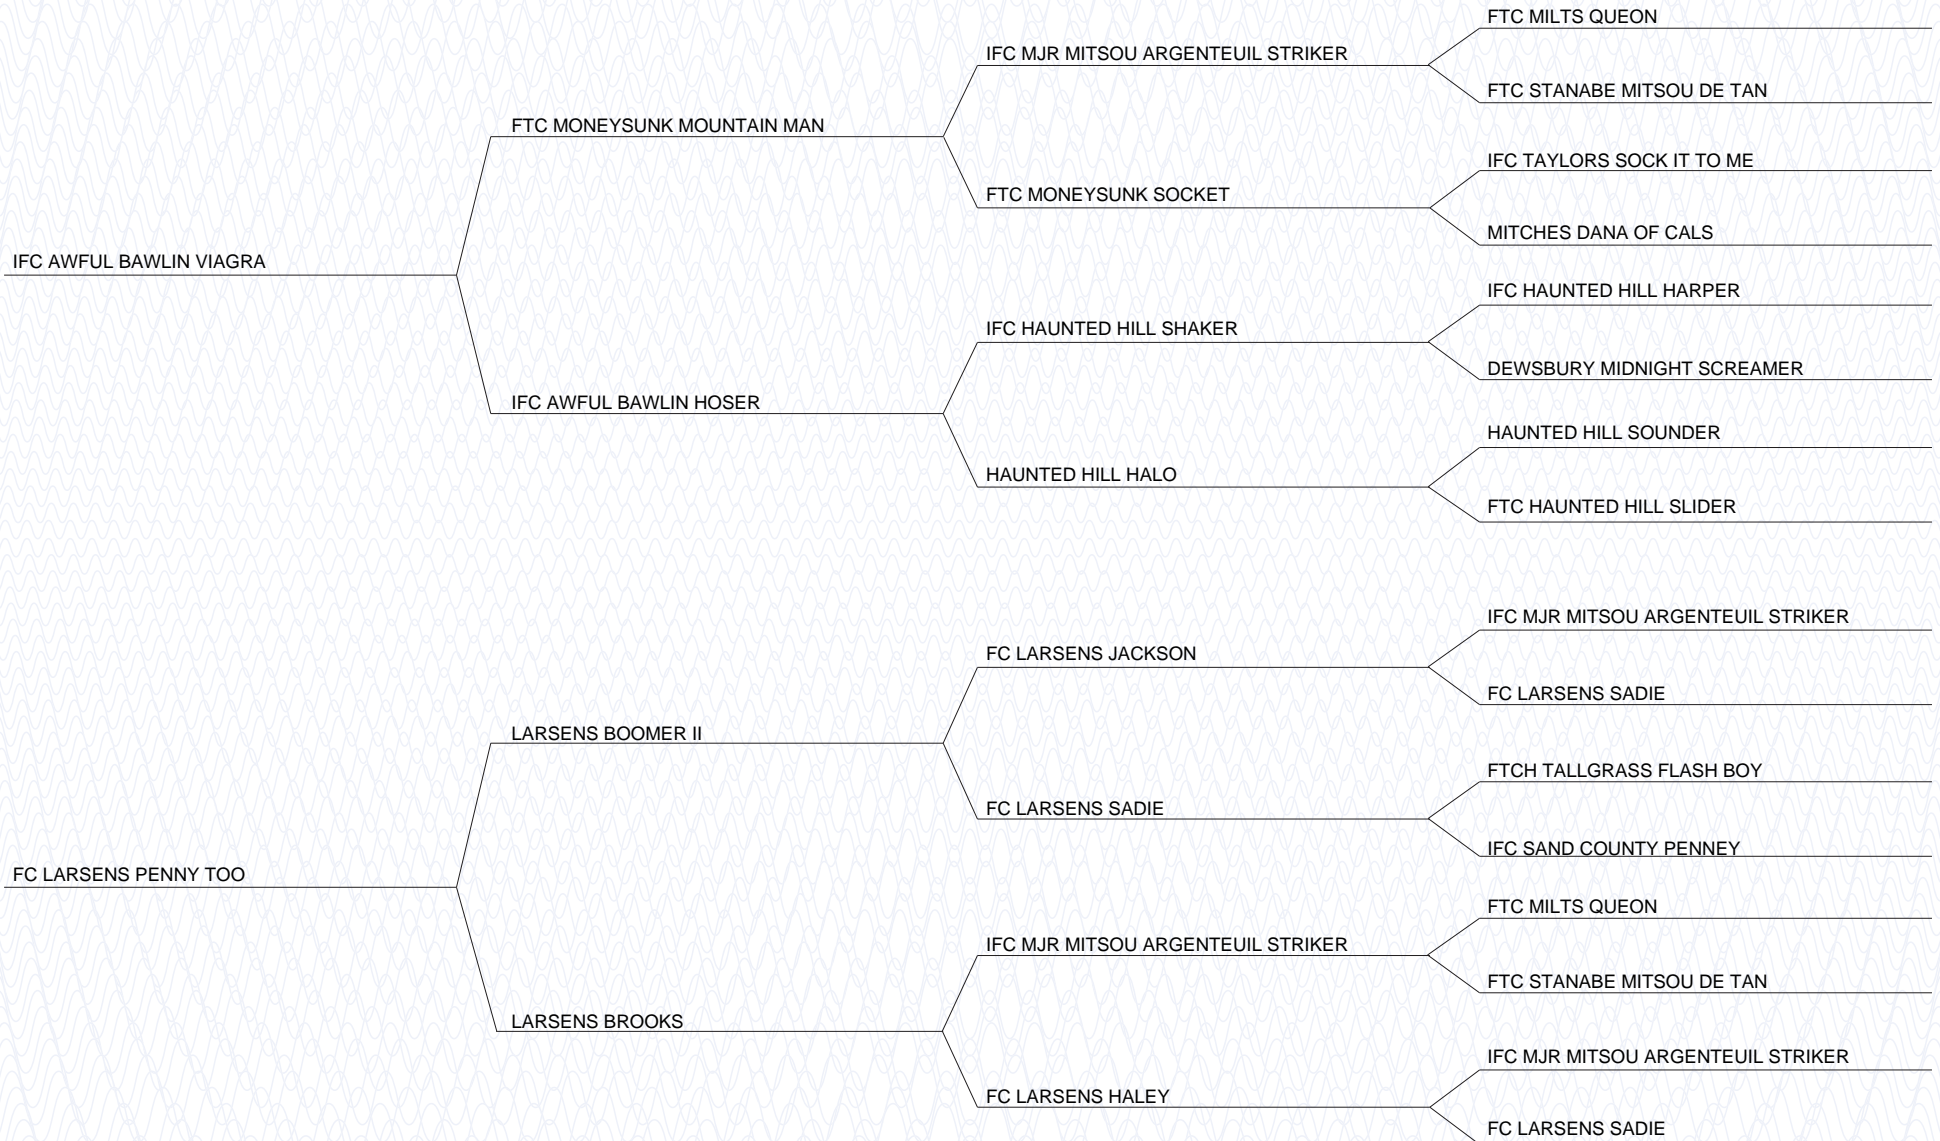 FTC MILTS QUEON
IFC MJR MITSOU ARGENTEUIL STRIKER
FTC STANABE MITSOU DE TAN
FTC MONEYSUNK MOUNTAIN MAN
IFC TAYLORS SOCK IT TO ME
FTC MONEYSUNK SOCKET
MITCHES DANA OF CALS
IFC AWFUL BAWLIN VIAGRA
IFC HAUNTED HILL HARPER
IFC HAUNTED HILL SHAKER
DEWSBURY MIDNIGHT SCREAMER
IFC AWFUL BAWLIN HOSER
HAUNTED HILL SOUNDER
HAUNTED HILL HALO
FTC HAUNTED HILL SLIDER
IFC MJR MITSOU ARGENTEUIL STRIKER
FC LARSENS JACKSON
FC LARSENS SADIE
LARSENS BOOMER II
FTCH TALLGRASS FLASH BOY
FC LARSENS SADIE
IFC SAND COUNTY PENNEY
FC LARSENS PENNY TOO
FTC MILTS QUEON
IFC MJR MITSOU ARGENTEUIL STRIKER
FTC STANABE MITSOU DE TAN
LARSENS BROOKS
IFC MJR MITSOU ARGENTEUIL STRIKER
FC LARSENS HALEY
FC LARSENS SADIE